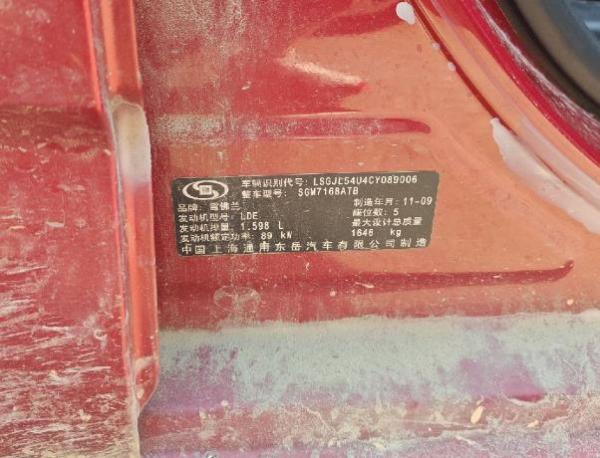 车辆识别代号: LSGJL54U4CY089006
整车型号: SGM7168ATB
品牌: 雪佛兰 制造年月: 11-09
发动机型号: LDE 座位数: 5
发动机排量: 1.598 L 最大设计总质量
发动机额定功率: 89 kW 1646 kg
中国上海通用东岳汽车有限公司制造